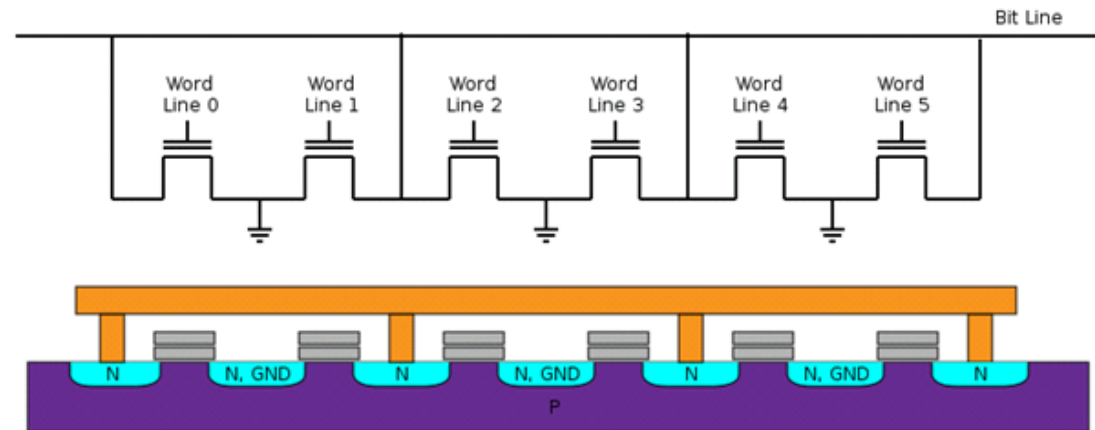 Bit Line
Word
Line 0
Word
Line 1
Word
Line 2
Word
Line 3
Word
Line 4
Word
Line 5
N
N, GND
N
N, GND
N
N, GND
N
P